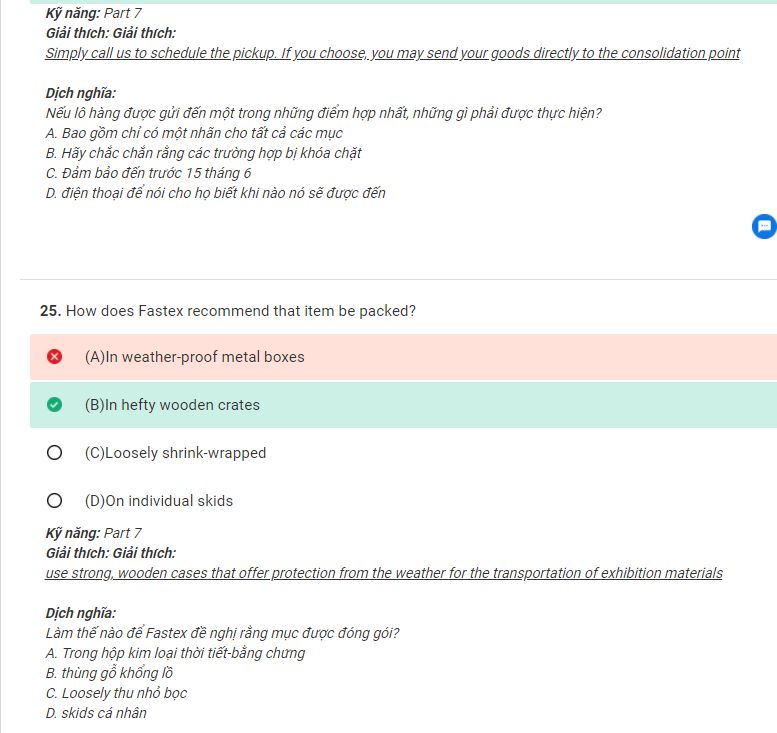 Kỹ năng: Part 7
Giải thích: Giải thích:
Simply call us to schedule the pickup. If you choose, you may send your goods directly to the consolidation point
Dịch nghĩa:
Nếu lô hàng được gửi đến một trong những điểm hợp nhất, những gì phải được thực hiện?
A. Bao gồm chỉ có một nhãn cho tất cả các mục
B. Hãy chắc chắn rằng các trường hợp bị khóa chặt
C. Đảm bảo đến trước 15 tháng 6
D. điện thoại để nói cho họ biết khi nào nó sẽ được đến
25. How does Fastex recommend that item be packed?
(A)In weather-proof metal boxes
(B)In hefty wooden crates
(C)Loosely shrink-wrapped
(D)On individual skids
Kỹ năng: Part 7
Giải thích: Giải thích:
use strong, wooden cases that offer protection from the weather for the transportation of exhibition materials
Dịch nghĩa:
Làm thế nào để Fastex đề nghị rằng mục được đóng gói?
A. Trong hộp kim loại thời tiết-bằng chứng
B. thùng gỗ khổng lồ
C. Loosely thu nhỏ bọc
D. skids cá nhân